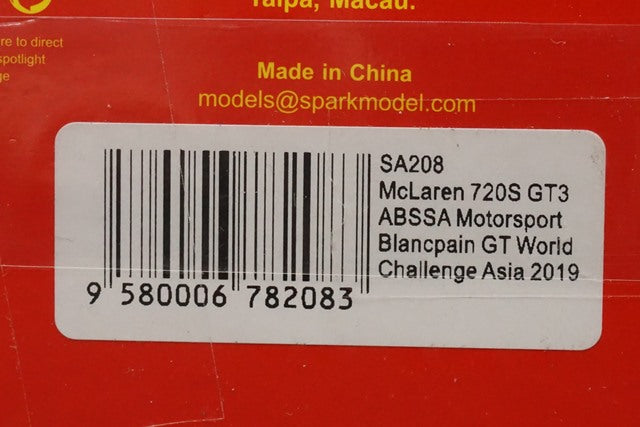 Taipa, Macau.
re to direct
spotlight
ge
Made in China
models@sparkmodel.com
SA208
McLaren 720S GT3
ABSSA Motorsport
Blancpain GT World
Challenge Asia 2019
9 580006 782083